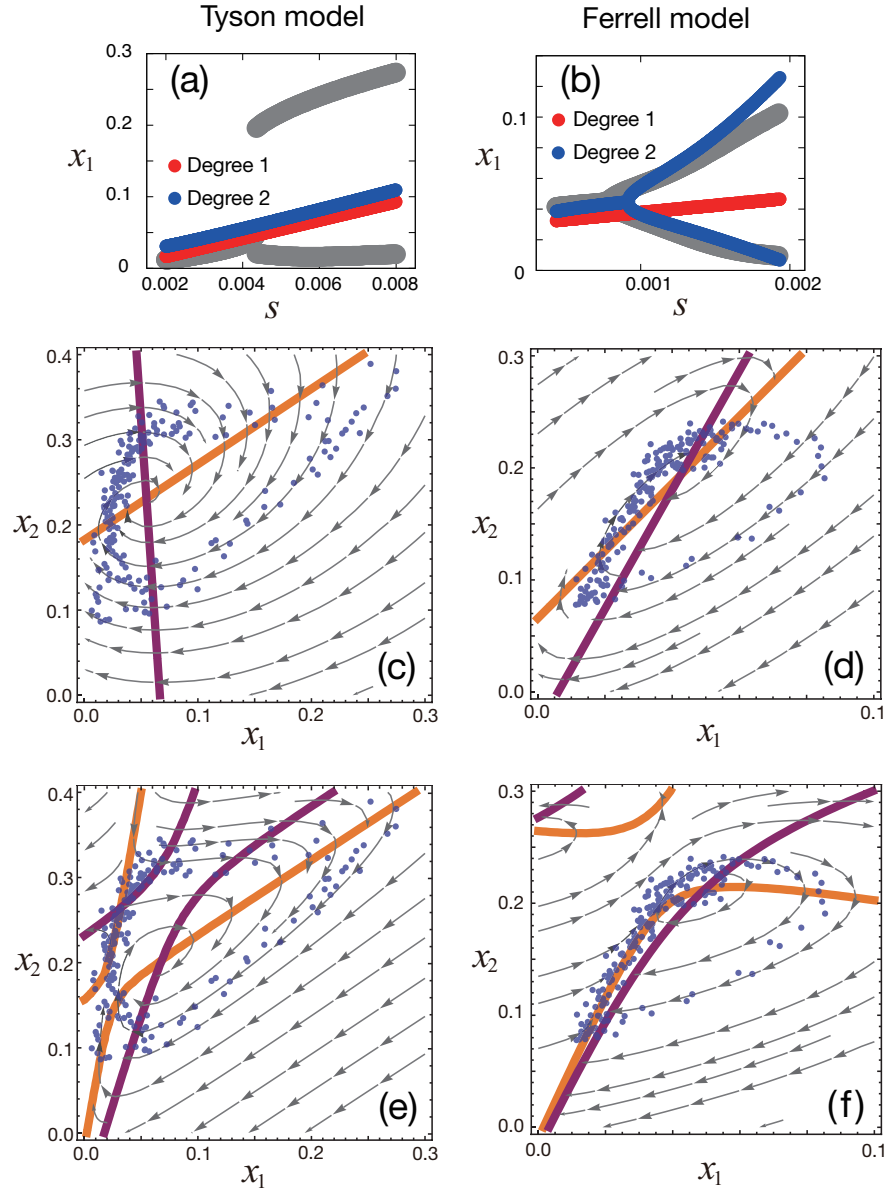 Tyson model
Ferrell model
(a)
0.3
0.2
0.1
0
x1
Degree 1
Degree 2
0.002
0.004
0.006
0.008
s
(b)
0.1
0
x1
Degree 1
Degree 2
0.001
0.002
s
0.4
0.3
0.2
0.1
0.0
x2
0.0
0.1
0.2
0.3
x1
(c)
0.3
0.2
0.1
0.0
x2
0.0
0.1
x1
(d)
0.4
0.3
0.2
0.1
0.0
x2
0.0
0.1
0.2
0.3
x1
(e)
0.3
0.2
0.1
0.0
x2
0.0
0.1
x1
(f)